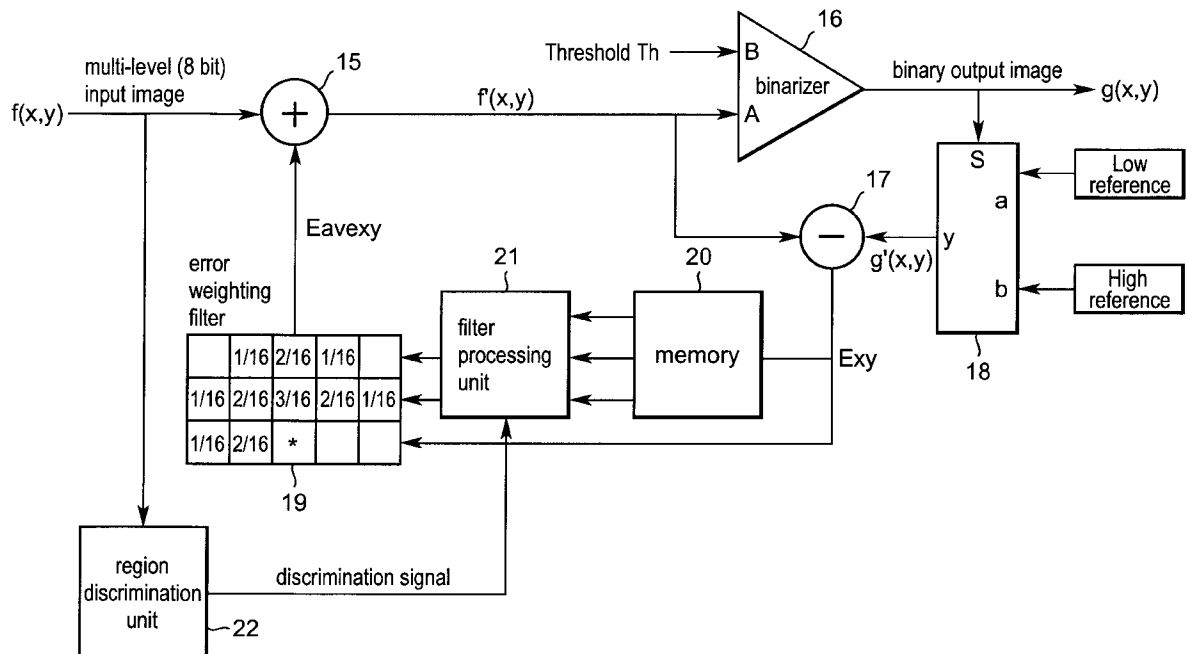 f(x,y)
multi-level (8 bit)
input image
15
+
f'(x,y)
Threshold Th
16
B
binarizer
A
binary output image
g(x,y)
S
a
y
b
18
Low
reference
High
reference
17
−
g'(x,y)
Exy
20
memory
21
filter
processing
unit
Eavexy
error
weighting
filter
1/16 2/16 1/16
1/16 2/16 3/16 2/16 1/16
1/16 2/16 *
19
region
discrimination
unit
22
discrimination signal